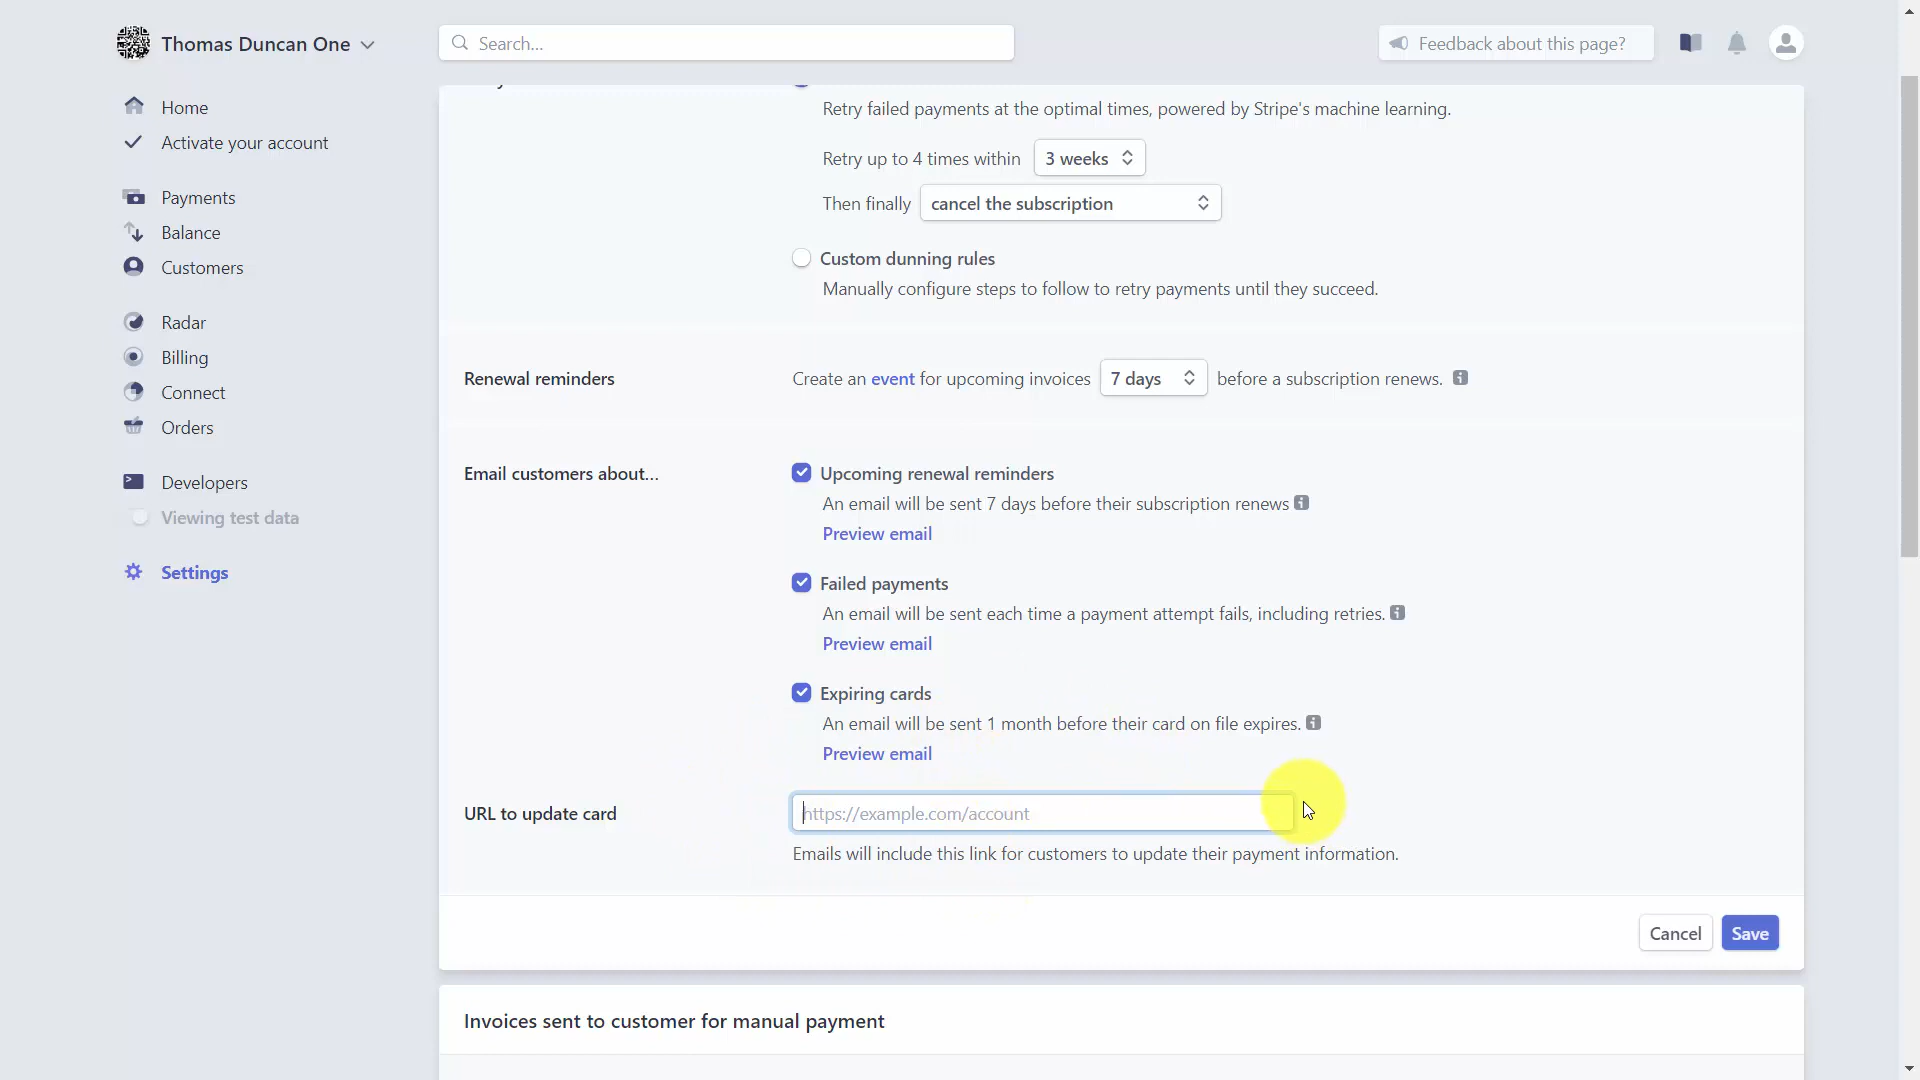 Thomas Duncan One
Search...
Feedback about this page?
Home
Activate your account
Payments
Balance
Customers
Radar
Billing
Connect
Orders
Developers
Viewing test data
Settings
Retry failed payments at the optimal times, powered by Stripe's machine learning.
Retry up to 4 times within 3 weeks
Then finally cancel the subscription
Custom dunning rules
Manually configure steps to follow to retry payments until they succeed.
Renewal reminders
Create an event for upcoming invoices 7 days before a subscription renews.
Email customers about...
Upcoming renewal reminders
An email will be sent 7 days before their subscription renews
Preview email
Failed payments
An email will be sent each time a payment attempt fails, including retries.
Preview email
Expiring cards
An email will be sent 1 month before their card on file expires.
Preview email
URL to update card
https://example.com/account
Emails will include this link for customers to update their payment information.
Cancel
Save
Invoices sent to customer for manual payment